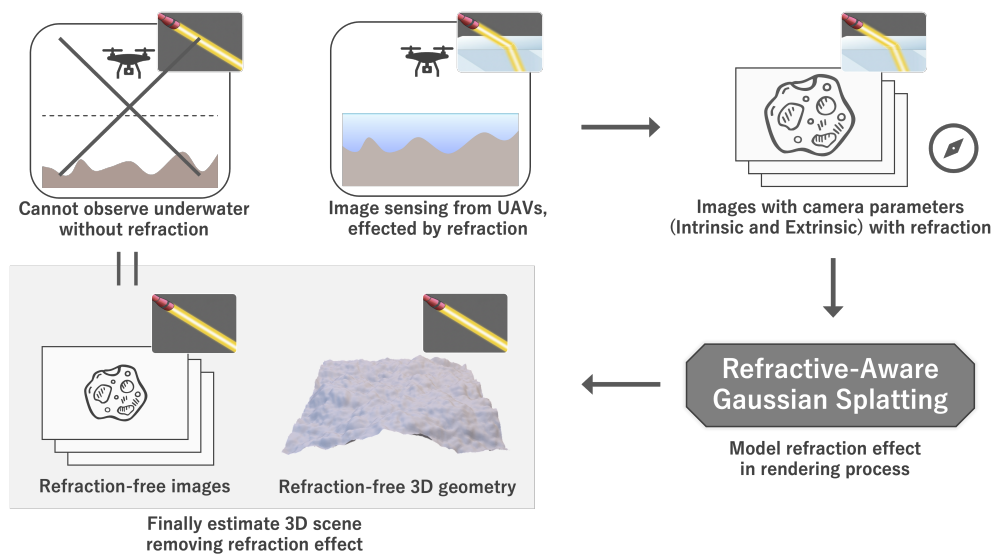 Cannot observe underwater
without refraction
Image sensing from UAVs,
effected by refraction
Images with camera parameters
(Intrinsic and Extrinsic) with refraction
Refractive-Aware
Gaussian Splatting
Model refraction effect
in rendering process
Refraction-free images
Refraction-free 3D geometry
Finally estimate 3D scene
removing refraction effect